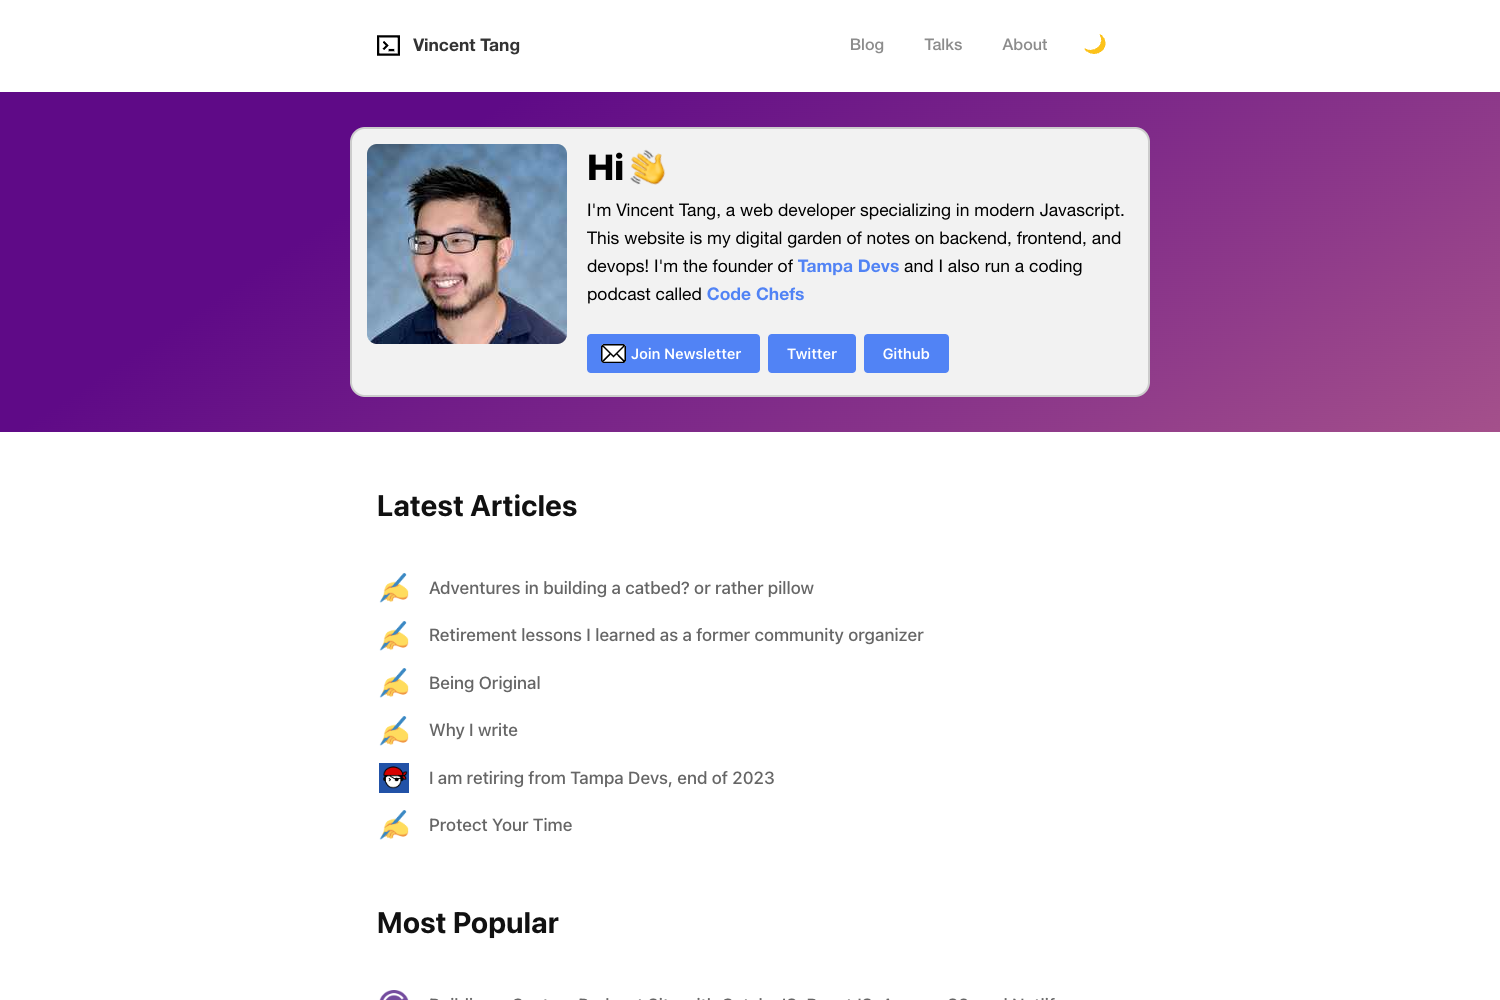 Vincent Tang
Blog
Talks
About
Hi
I'm Vincent Tang, a web developer specializing in modern Javascript.
This website is my digital garden of notes on backend, frontend, and
devops! I'm the founder of Tampa Devs and I also run a coding
podcast called Code Chefs
Join Newsletter
Twitter
Github
Latest Articles
Adventures in building a catbed? or rather pillow
Retirement lessons I learned as a former community organizer
Being Original
Why I write
I am retiring from Tampa Devs, end of 2023
Protect Your Time
Most Popular